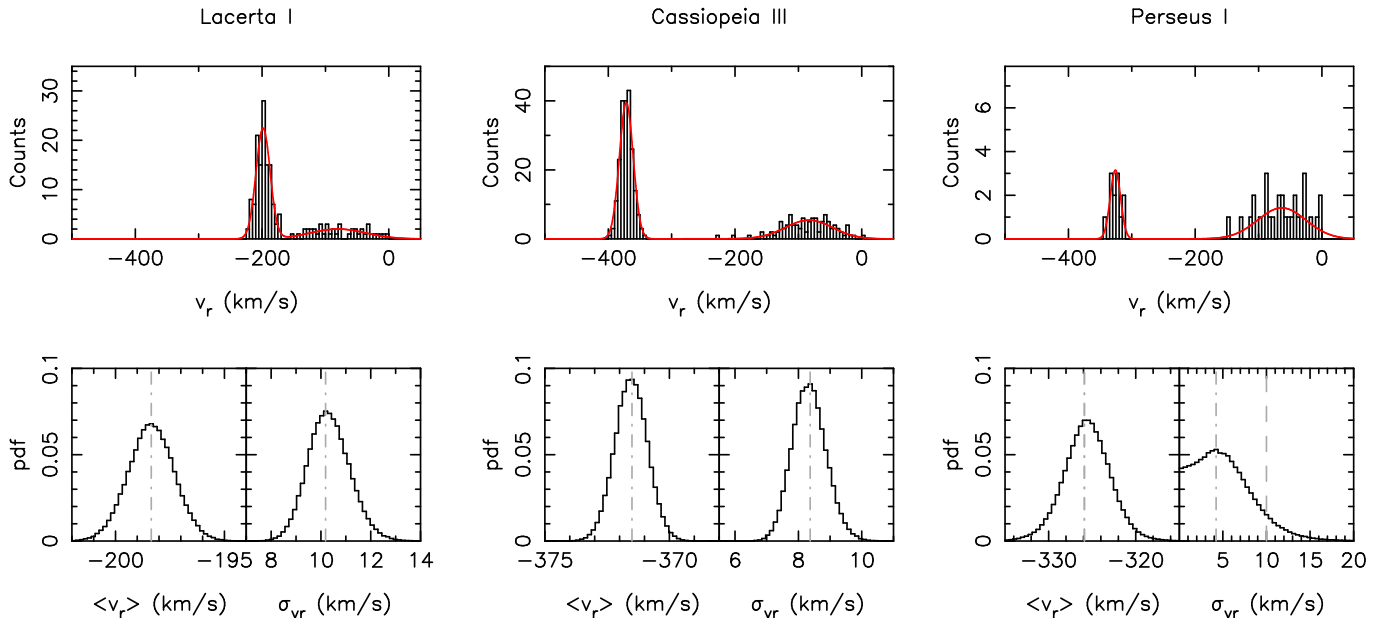 Lacerta I Cassiopeia III Perseus I
Counts 0 10 20 30
−400 −200 0
v_r (km/s)
Counts 0 20 40
−400 −200 0
v_r (km/s)
Counts 0 2 4 6
−400 −200 0
v_r (km/s)
pdf 0 0.05 0.1
−200 −195 8 10 12 14
<v_r> (km/s) σ_vr (km/s)
pdf 0 0.05 0.1
−375 −370 6 8 10
<v_r> (km/s) σ_vr (km/s)
pdf 0 0.05 0.1
−330 −320 5 10 15 20
<v_r> (km/s) σ_vr (km/s)